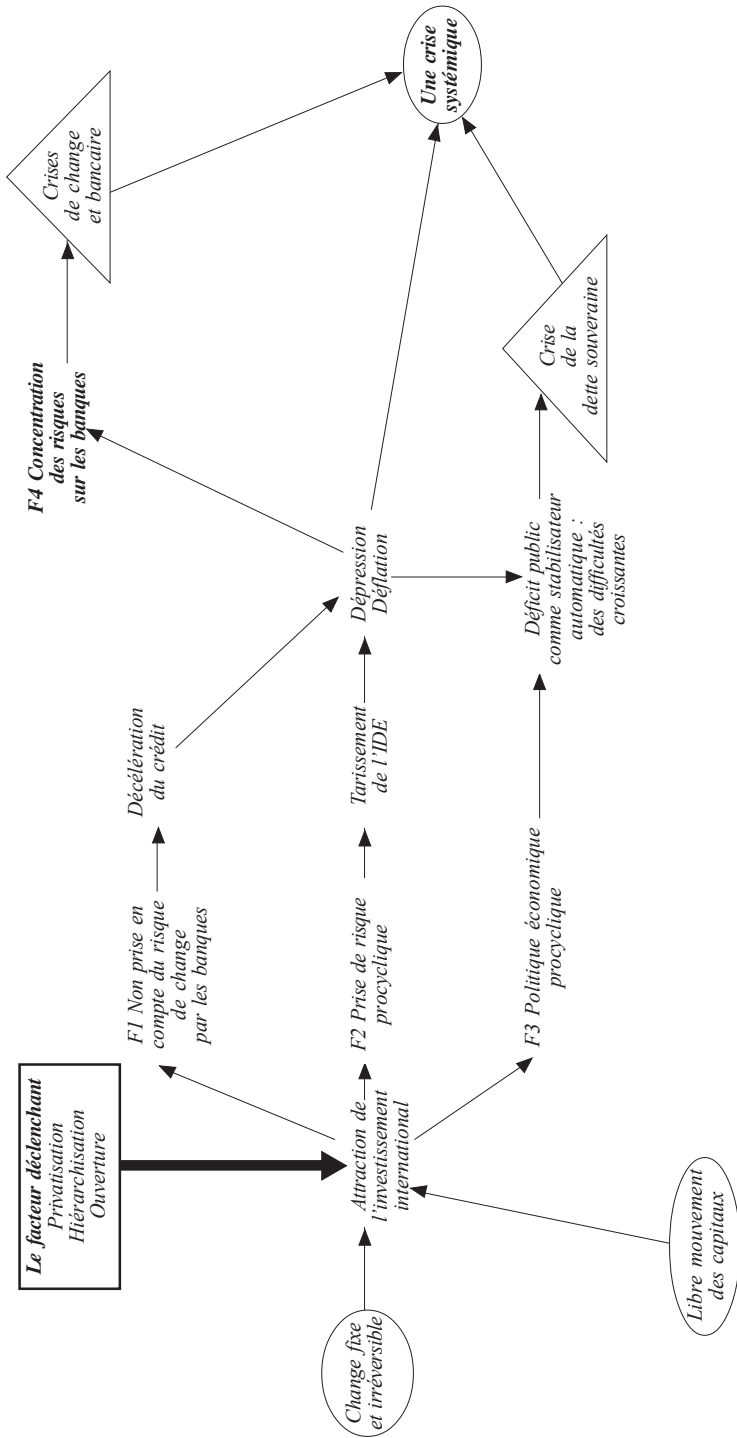 Le facteur déclenchant
Privatisation
Hiérarchisation
Ouverture
Change fixe
et irréversible
Libre mouvement
des capitaux
Attraction de
l'investissement
international
F1 Non prise en
compte du risque
de change
par les banques
F2 Prise de risque
procyclique
F3 Politique économique
procyclique
Décélération
du crédit
Tarissement
de l'IDE
Dépression
Déflation
Déficit public
comme stabilisateur
automatique :
des difficultés
croissantes
F4 Concentration
des risques
sur les banques
Crises
de change
et bancaire
Crise
de la
dette souveraine
Une crise
systémique